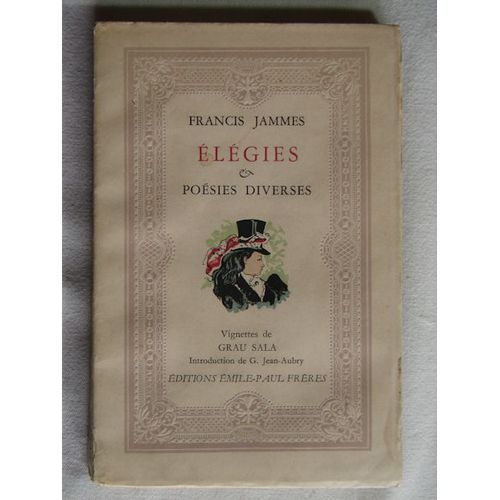 FRANCIS JAMMES
ÉLÉGIES
&
POÉSIES DIVERSES
Vignettes de
GRAU SALA
Introduction de G. Jean-Aubry
ÉDITIONS ÉMILE-PAUL FRÈRES